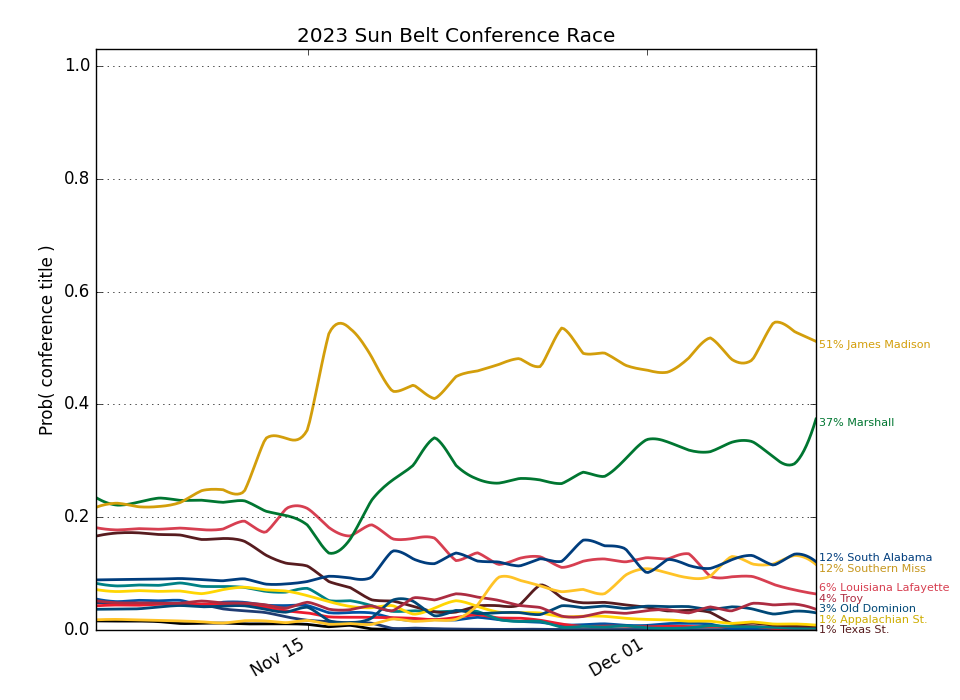 2023 Sun Belt Conference Race
Prob( conference title )
1.0
0.8
0.6
0.4
0.2
0.0
Nov 15
Dec 01
51% James Madison
37% Marshall
12% South Alabama
12% Southern Miss
6% Louisiana Lafayette
4% Troy
3% Old Dominion
1% Appalachian St.
1% Texas St.